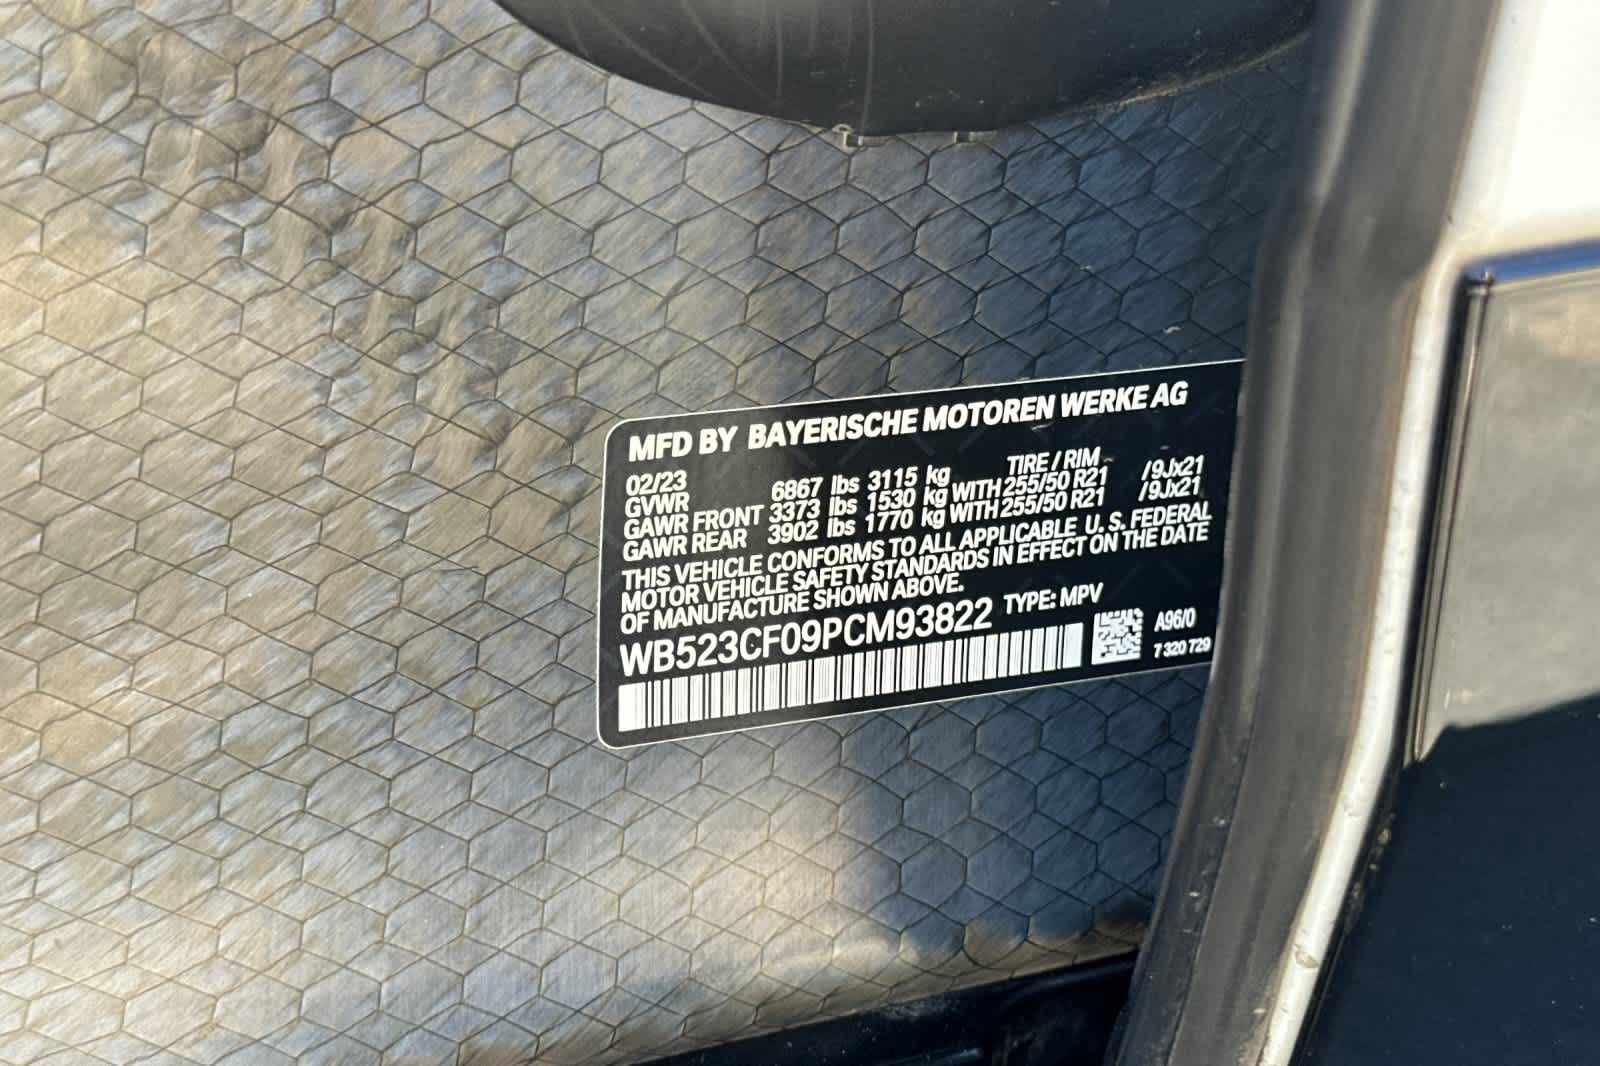 MFD BY BAYERISCHE MOTOREN WERKE AG
02/23 TIRE / RIM
GVWR 6867 lbs 3115 kg
GAWR FRONT 3373 lbs 1530 kg WITH 255/50 R21 /9Jx21
GAWR REAR 3902 lbs 1770 kg WITH 255/50 R21 /9Jx21
THIS VEHICLE CONFORMS TO ALL APPLICABLE U. S. FEDERAL
MOTOR VEHICLE SAFETY STANDARDS IN EFFECT ON THE DATE
OF MANUFACTURE SHOWN ABOVE.
WB523CF09PCM93822 TYPE: MPV
A96/0
7 320 729